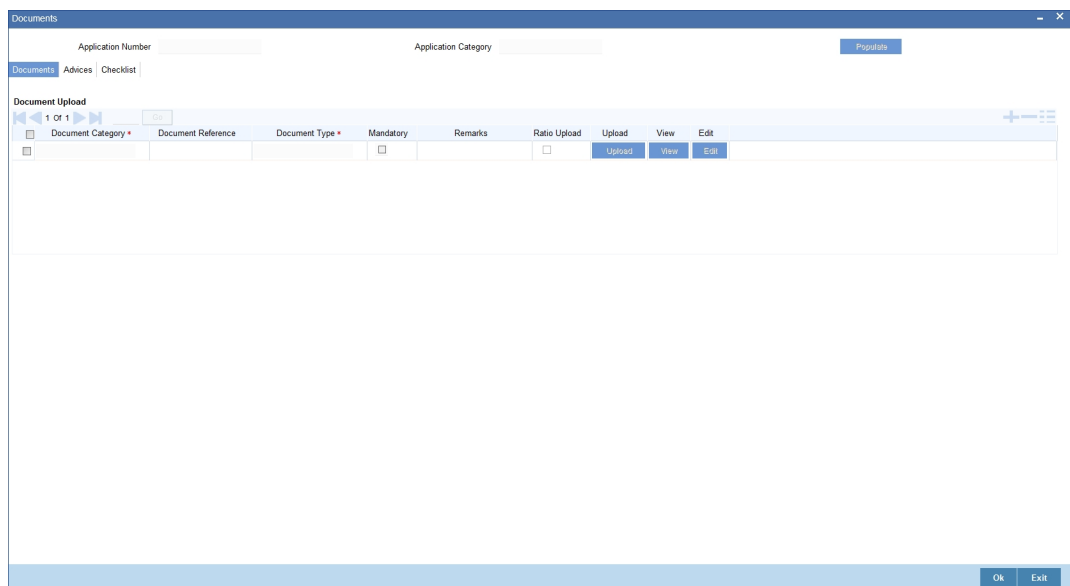 Documents
Application Number Application Category Populate
Documents Advices Checklist
Document Upload
1 Of 1 Go
Document Category * Document Reference Document Type * Mandatory Remarks Ratio Upload Upload View Edit
Upload View Edit
Ok Exit